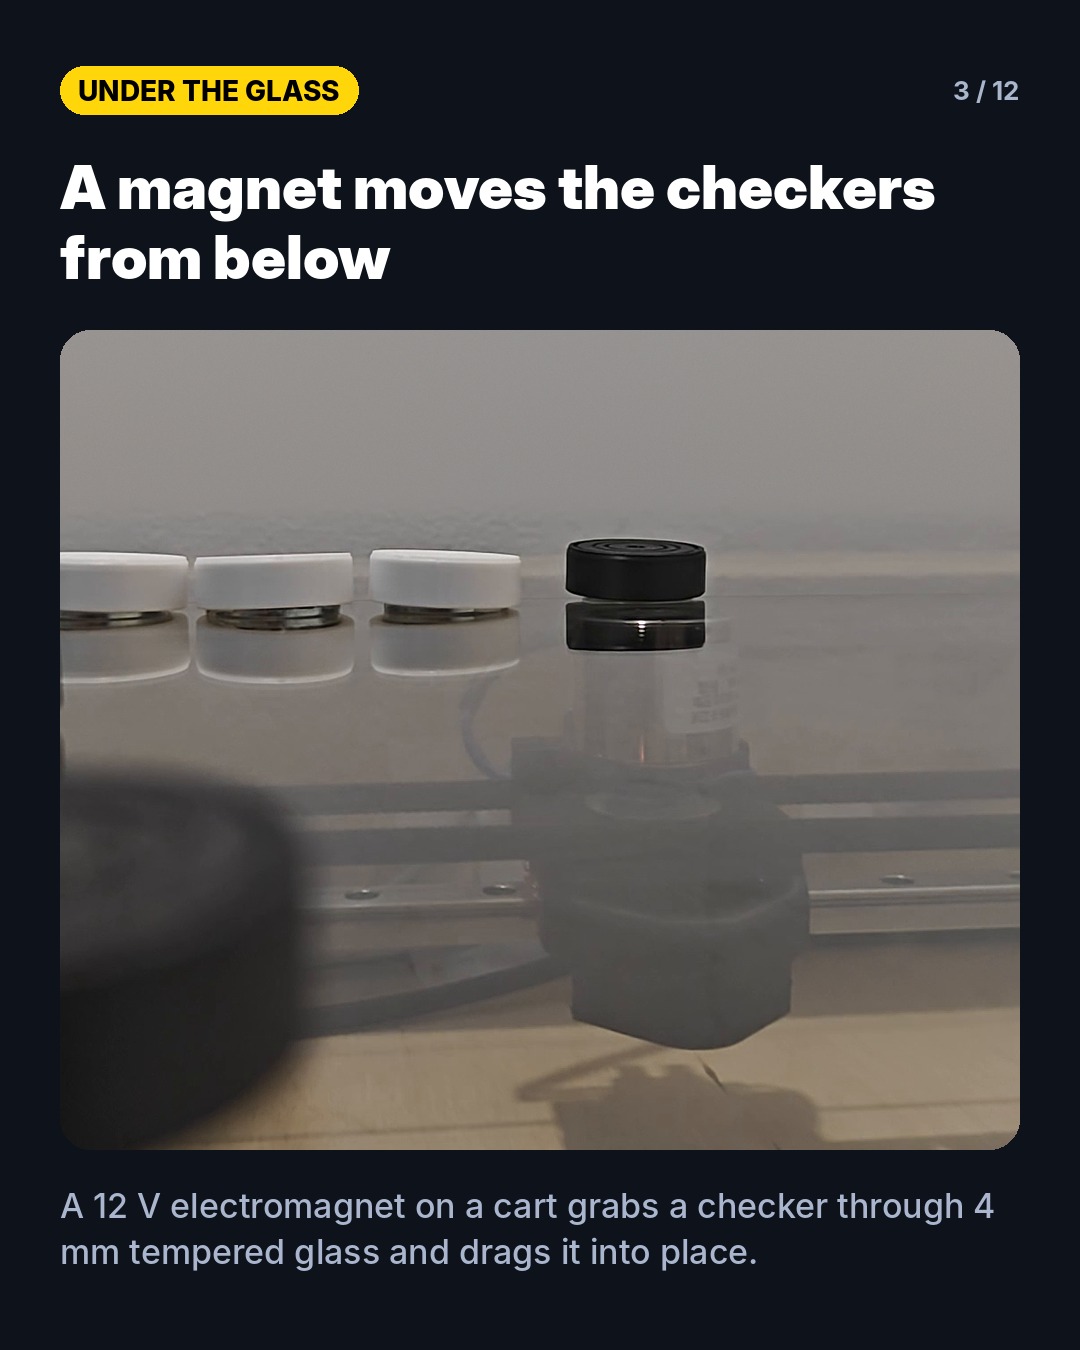 UNDER THE GLASS
3 / 12
A magnet moves the checkers
from below
A 12 V electromagnet on a cart grabs a checker through 4
mm tempered glass and drags it into place.